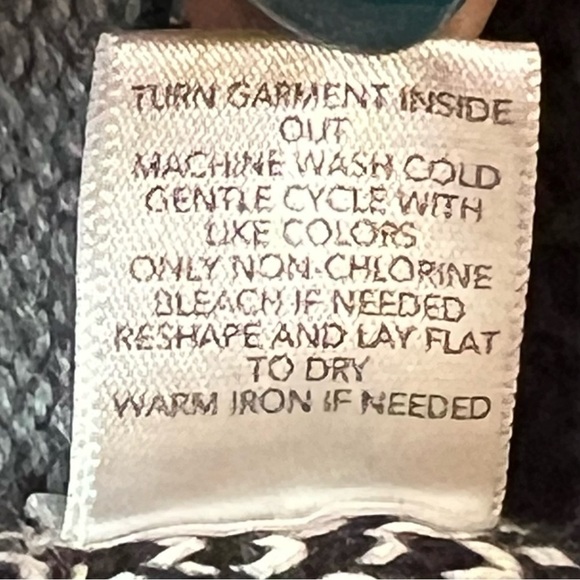 TURN GARMENT INSIDE
OUT
MACHINE WASH COLD
GENTLE CYCLE WITH
LIKE COLORS
ONLY NON-CHLORINE
BLEACH IF NEEDED
RESHAPE AND LAY FLAT
TO DRY
WARM IRON IF NEEDED